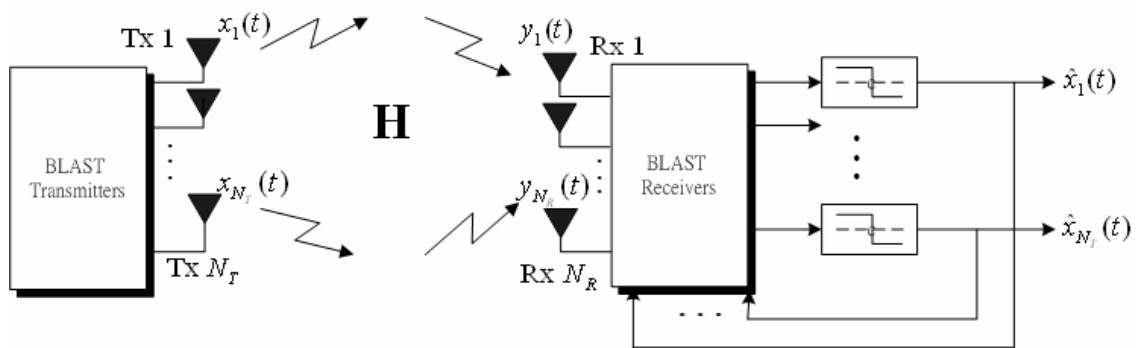 Tx 1
x₁(t)
BLAST
Transmitters
x_{N_T}(t)
Tx N_T
H
y₁(t)
Rx 1
y_{N_R}(t)
Rx N_R
BLAST
Receivers
x̂₁(t)
x̂_{N_T}(t)